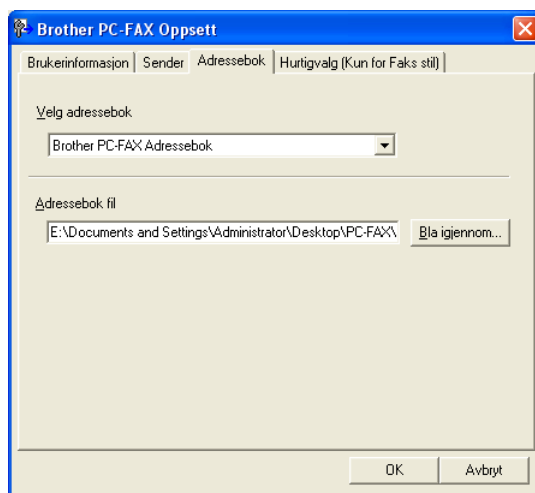 Brother PC-FAX Oppsett
Brukerinformasjon Sender Adressebok Hurtigvalg (Kun for Faks stil)
Velg adressebok
Brother PC-FAX Adressebok
Adressebok fil
E:\Documents and Settings\Administrator\Desktop\PC-FAX\ Bla igjennom...
OK Avbryt